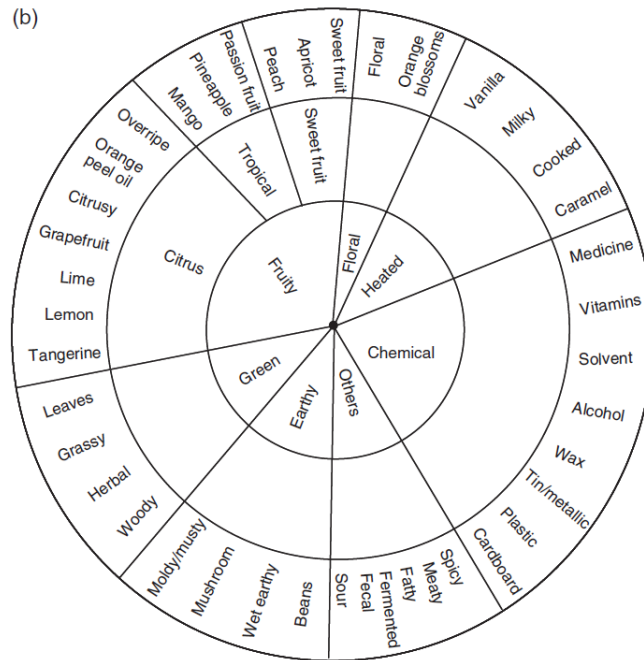 (b)
Overripe
Orange
peel oil
Citrusy
Grapefruit
Lime
Lemon
Tangerine
Mango
Pineapple
Passion fruit
Peach
Apricot
Sweet fruit
Floral
Orange
blossoms
Vanilla
Milky
Cooked
Caramel
Medicine
Vitamins
Solvent
Alcohol
Wax
Tin/metallic
Plastic
Cardboard
Spicy
Meaty
Fatty
Fermented
Fecal
Sour
Beans
Wet earthy
Mushroom
Moldy/musty
Woody
Herbal
Grassy
Leaves
Citrus
Tropical
Sweet fruit
Fruity
Floral
Heated
Chemical
Others
Earthy
Green